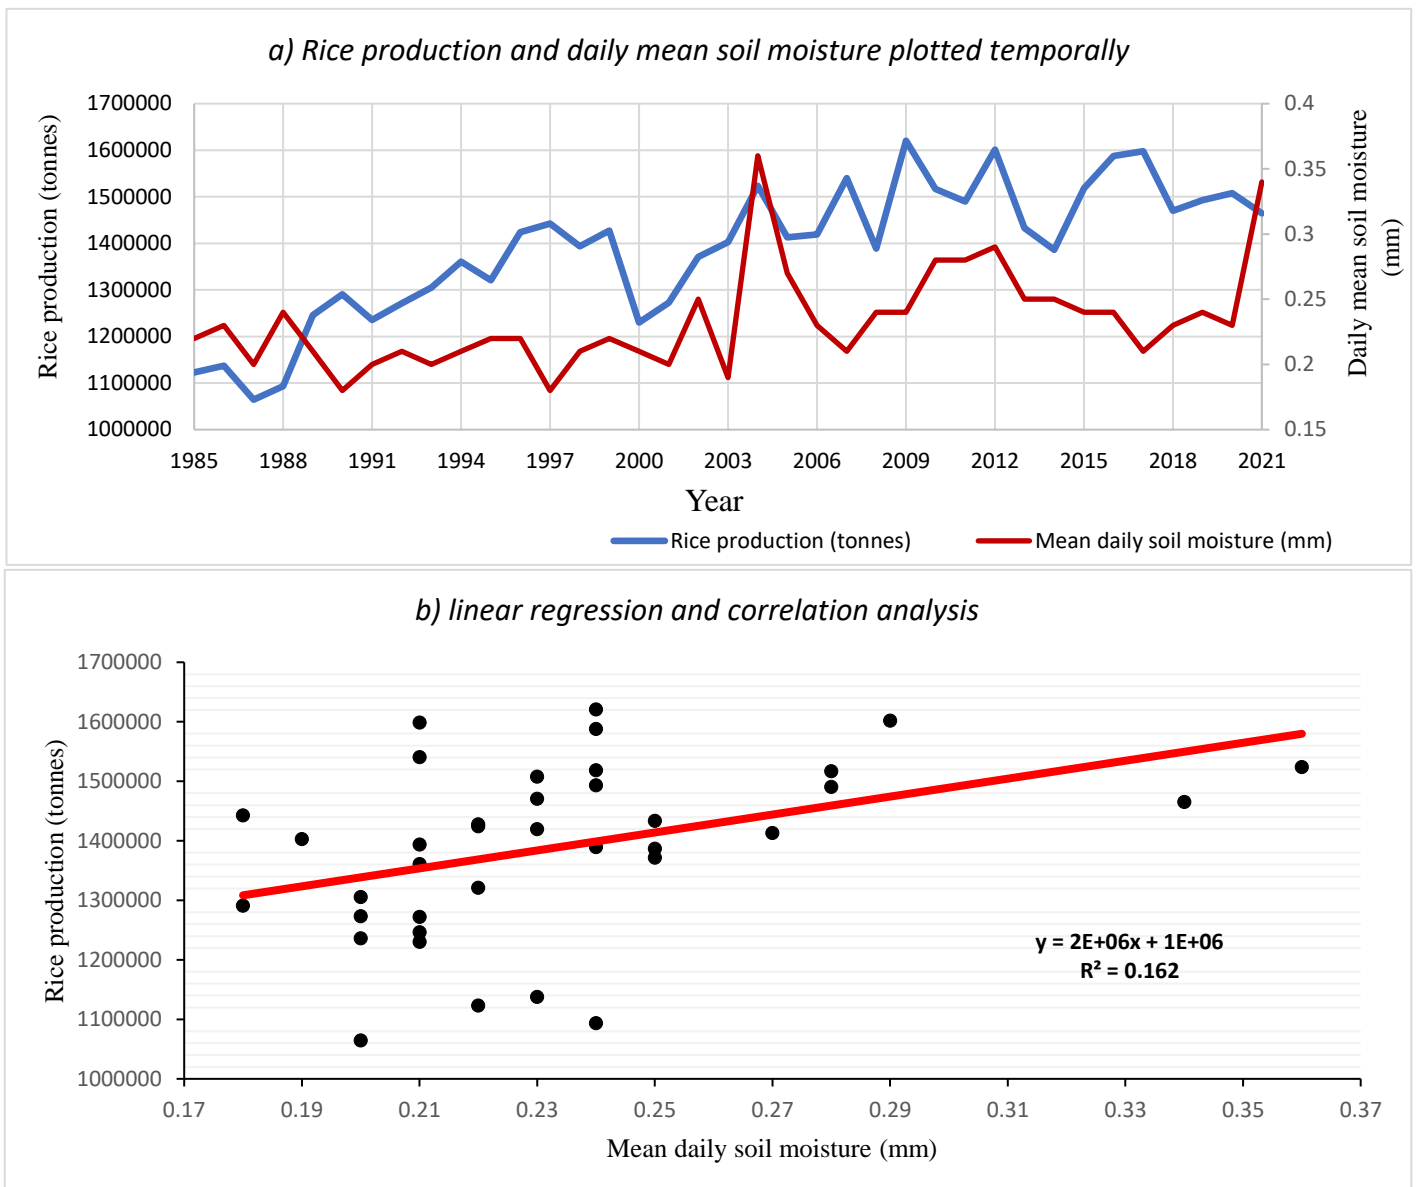 a) Rice production and daily mean soil moisture plotted temporally
Rice production (tonnes)
1700000
1600000
1500000
1400000
1300000
1200000
1100000
1000000
0.4
0.35
0.3
0.25
0.2
0.15
Daily mean soil moisture
(mm)
1985 1988 1991 1994 1997 2000 2003 2006 2009 2012 2015 2018 2021
Year
Rice production (tonnes) Mean daily soil moisture (mm)
b) linear regression and correlation analysis
Rice production (tonnes)
1700000
1600000
1500000
1400000
1300000
1200000
1100000
1000000
y = 2E+06x + 1E+06
R² = 0.162
0.17 0.19 0.21 0.23 0.25 0.27 0.29 0.31 0.33 0.35 0.37
Mean daily soil moisture (mm)